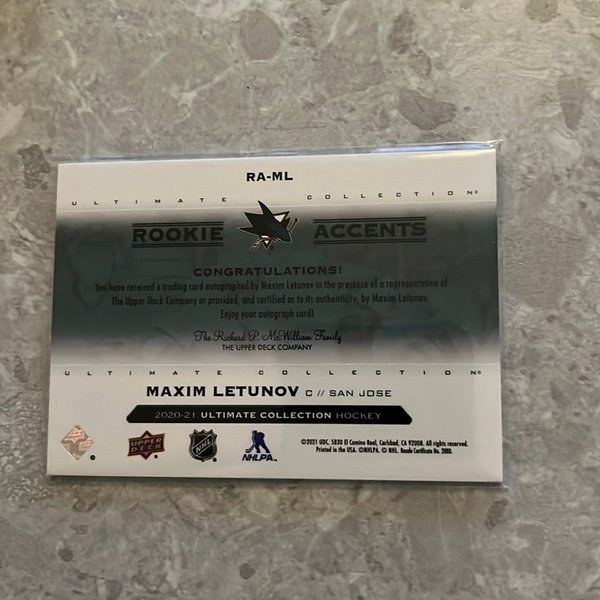 RA-ML
ULTIMATE COLLECTION®
ROOKIE ACCENTS
CONGRATULATIONS!
You have received a trading card autographed by Maxim Letunov in the presence of a representative of
The Upper Deck Company or provided, and certified as to its authenticity, by Maxim Letunov.
Enjoy your autograph card!
The Richard P. McWilliam Family
THE UPPER DECK COMPANY
ULTIMATE COLLECTION®
MAXIM LETUNOV C // SAN JOSE
2020-21 ULTIMATE COLLECTION HOCKEY
UPPER DECK
NHL
NHLPA
©2021 UDC, 5830 El Camino Real, Carlsbad, CA 92008. All rights reserved.
Printed in the USA. ©NHLPA. © NHL. Resale Certificate No. 2080.